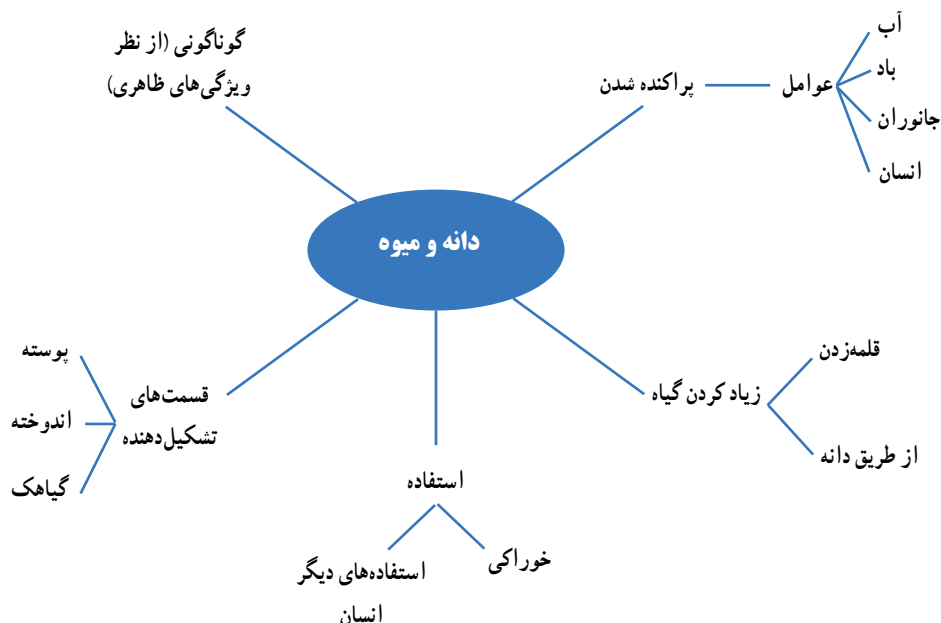 دانه و میوه
گوناگونی (از نظر
ویژگی‌های ظاهری)
پراکنده شدن
عوامل
آب
باد
جانوران
انسان
زیاد کردن گیاه
قلمه‌زدن
از طریق دانه
استفاده
خوراکی
استفاده‌های دیگر
انسان
قسمت‌های
تشکیل‌دهنده
پوسته
اندوخته
گیاهک